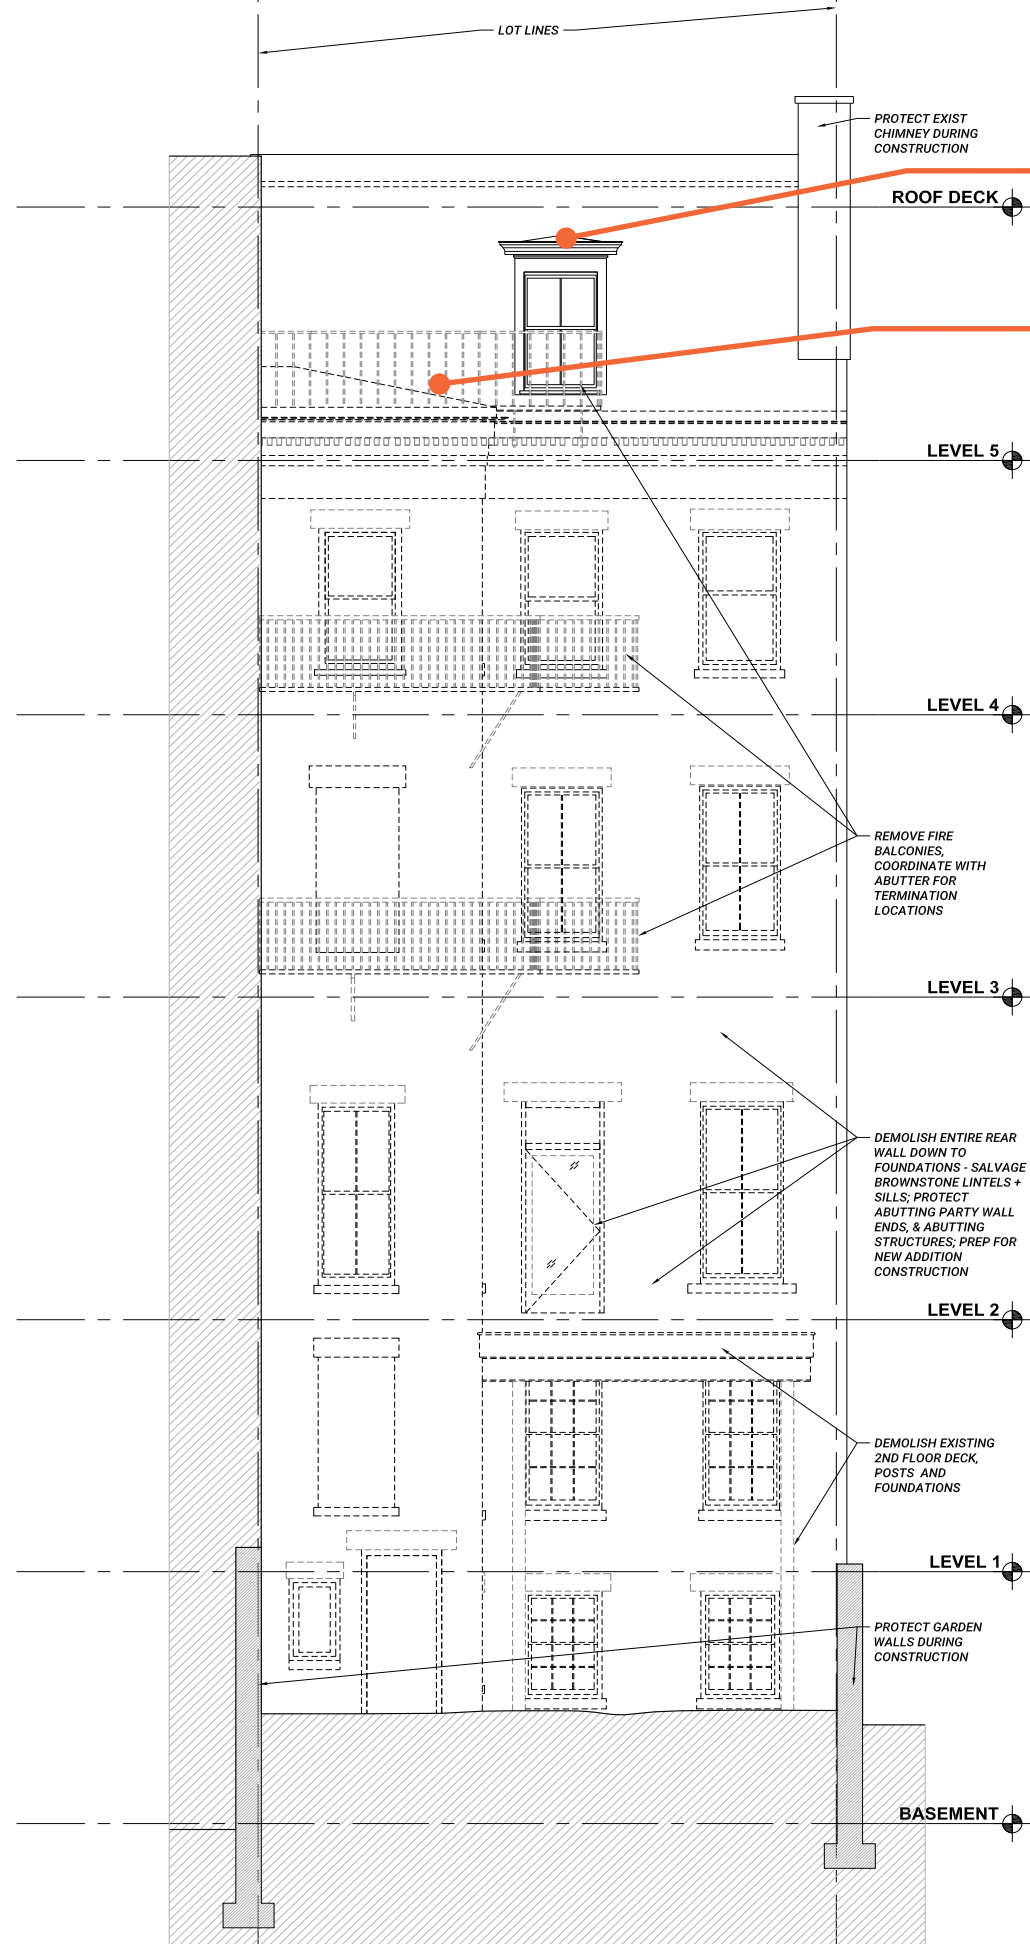 LOT LINES
PROTECT EXIST
CHIMNEY DURING
CONSTRUCTION
ROOF DECK
LEVEL 5
LEVEL 4
REMOVE FIRE
BALCONIES,
COORDINATE WITH
ABUTTER FOR
TERMINATION
LOCATIONS
LEVEL 3
DEMOLISH ENTIRE REAR
WALL DOWN TO
FOUNDATIONS - SALVAGE
BROWNSTONE LINTELS +
SILLS; PROTECT
ABUTTING PARTY WALL
ENDS, & ABUTTING
STRUCTURES; PREP FOR
NEW ADDITION
CONSTRUCTION
LEVEL 2
DEMOLISH EXISTING
2ND FLOOR DECK,
POSTS AND
FOUNDATIONS
LEVEL 1
PROTECT GARDEN
WALLS DURING
CONSTRUCTION
BASEMENT